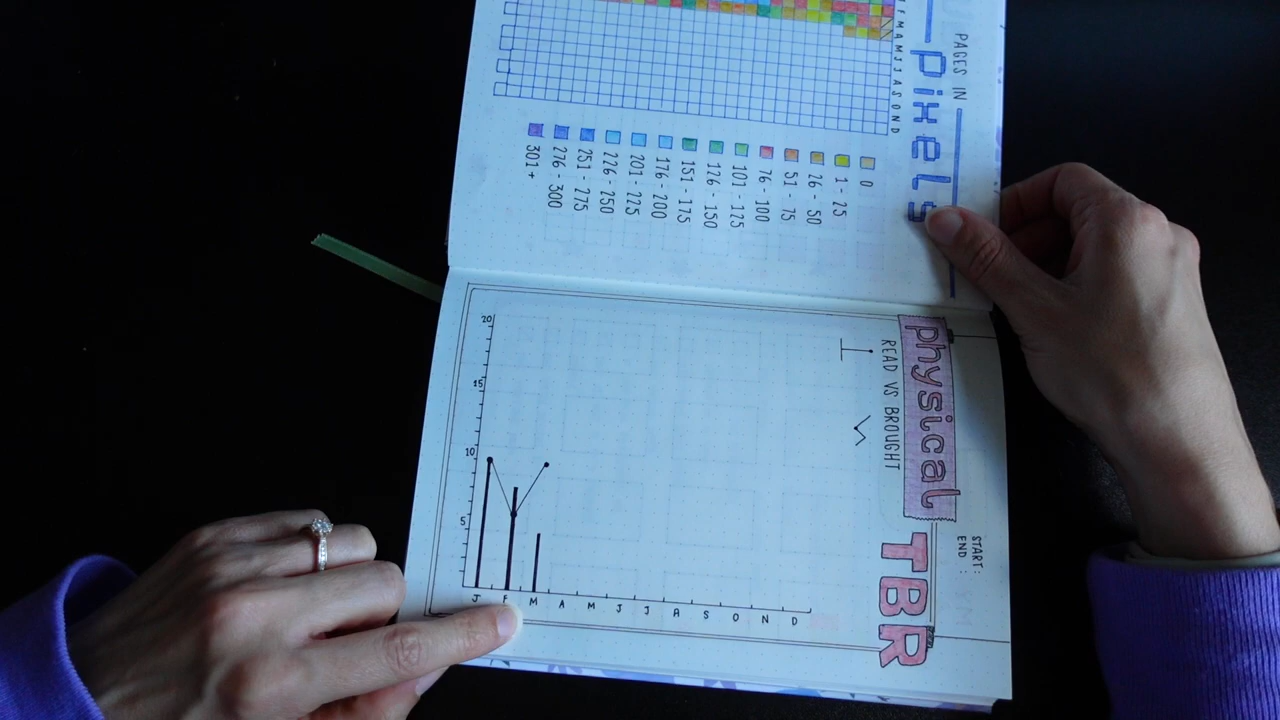 PAGES IN
pixels
J F M A M J J A S O N D
0
1 - 25
26 - 50
51 - 75
76 - 100
101 - 125
126 - 150
151 - 175
176 - 200
201 - 225
226 - 250
251 - 275
276 - 300
301 +
physical
TBR
START:
END :
READ VS BROUGHT
20
15
10
5
J F M A M J J A S O N D